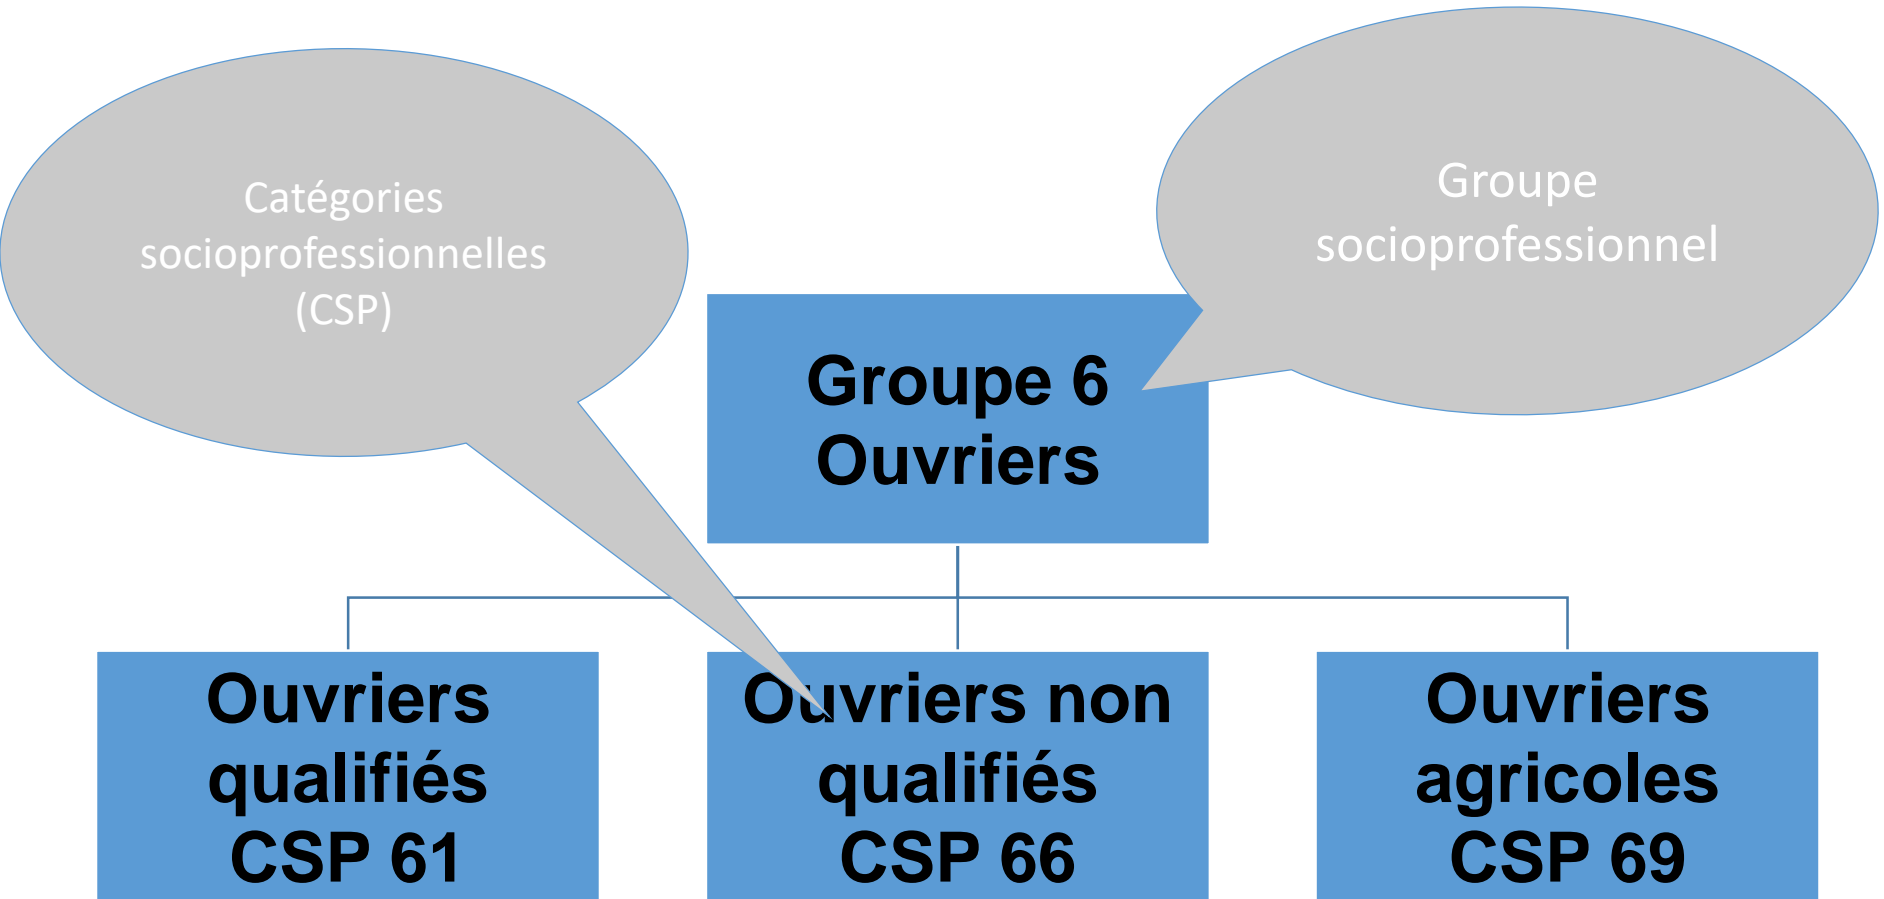 Catégories
socioprofessionnelles
(CSP)
Groupe
socioprofessionnel
Groupe 6
Ouvriers
Ouvriers
qualifiés
CSP 61
Ouvriers non
qualifiés
CSP 66
Ouvriers
agricoles
CSP 69